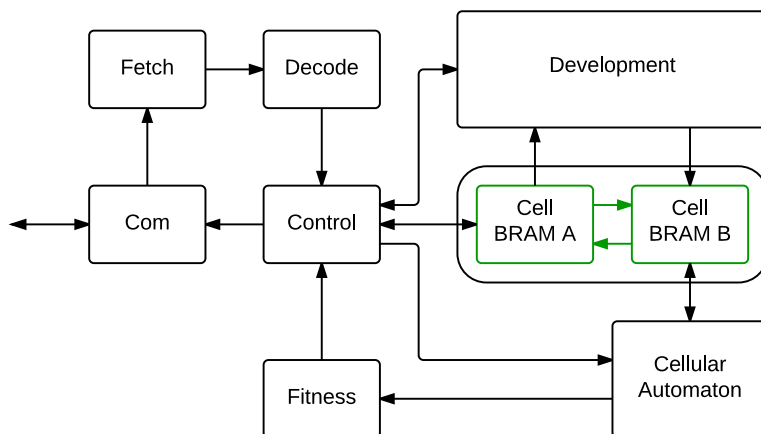 Fetch
Decode
Development
Com
Control
Cell
BRAM A
Cell
BRAM B
Fitness
Cellular
Automaton